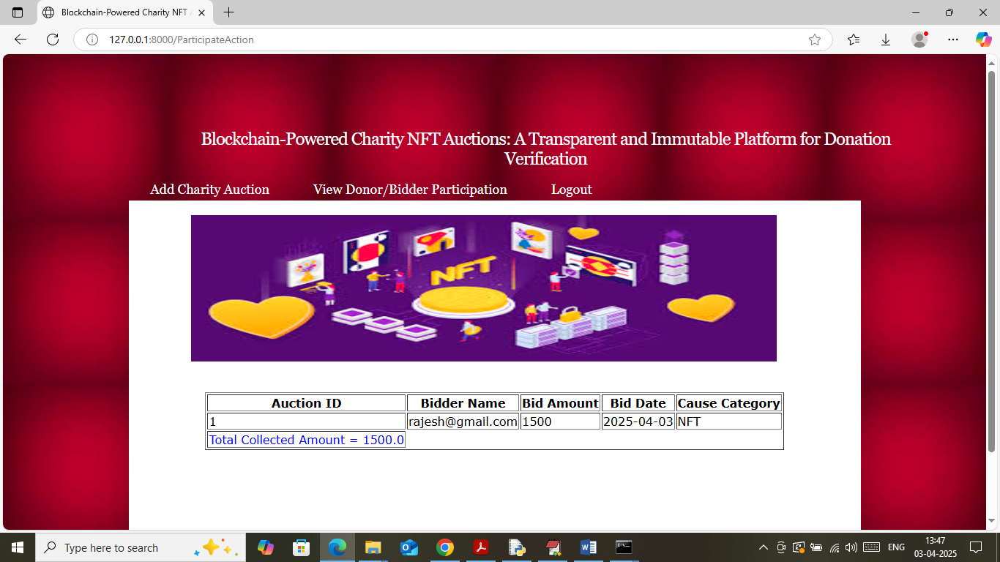 Blockchain-Powered Charity NFT A
127.0.0.1:8000/ParticipateAction
Blockchain-Powered Charity NFT Auctions: A Transparent and Immutable Platform for Donation
Verification
Add Charity Auction View Donor/Bidder Participation Logout
NFT
Auction ID Bidder Name Bid Amount Bid Date Cause Category
1 rajesh@gmail.com 1500 2025-04-03 NFT
Total Collected Amount = 1500.0
Type here to search
ENG
13:47
03-04-2025